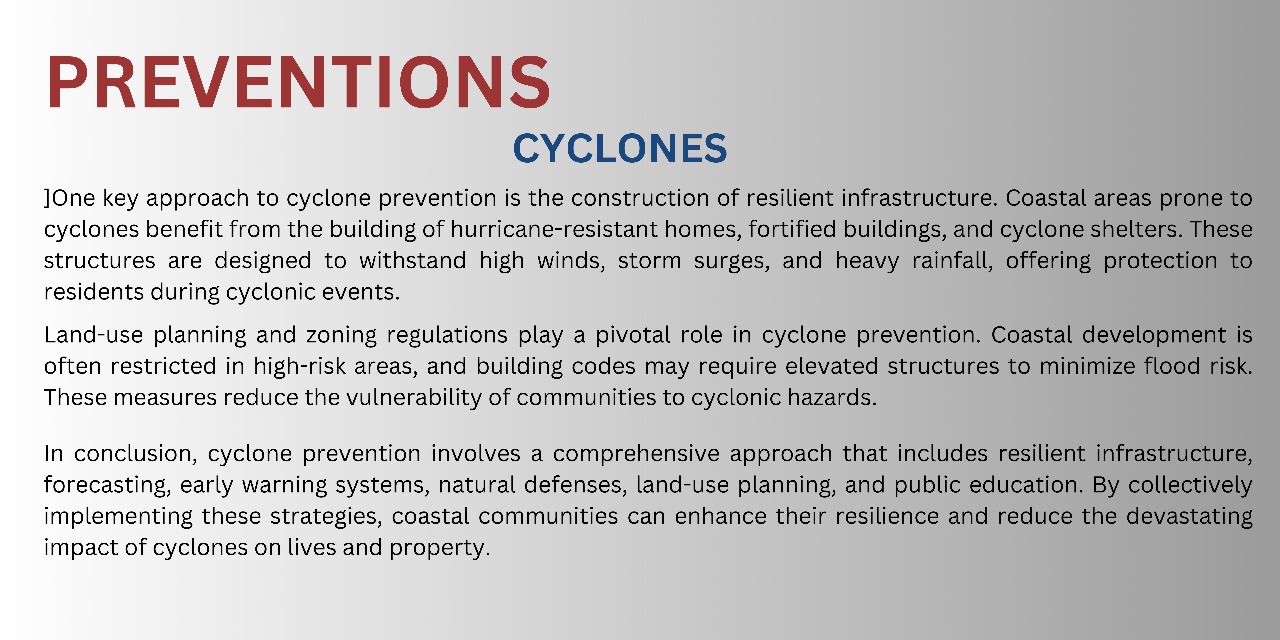 PREVENTIONS
CYCLONES
]One key approach to cyclone prevention is the construction of resilient infrastructure. Coastal areas prone to
cyclones benefit from the building of hurricane-resistant homes, fortified buildings, and cyclone shelters. These
structures are designed to withstand high winds, storm surges, and heavy rainfall, offering protection to
residents during cyclonic events.
Land-use planning and zoning regulations play a pivotal role in cyclone prevention. Coastal development is
often restricted in high-risk areas, and building codes may require elevated structures to minimize flood risk.
These measures reduce the vulnerability of communities to cyclonic hazards.
In conclusion, cyclone prevention involves a comprehensive approach that includes resilient infrastructure,
forecasting, early warning systems, natural defenses, land-use planning, and public education. By collectively
implementing these strategies, coastal communities can enhance their resilience and reduce the devastating
impact of cyclones on lives and property.